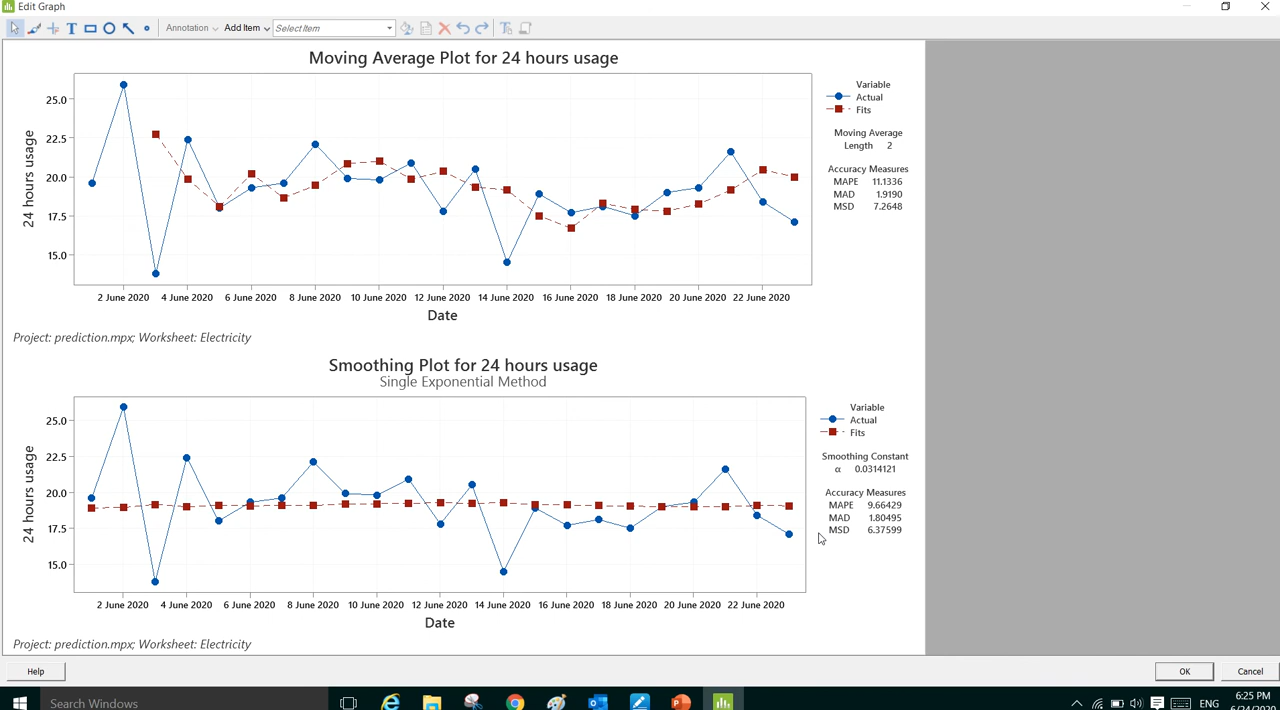 Edit Graph
T
Annotation
Add Item
Select Item
Moving Average Plot for 24 hours usage
24 hours usage
25.0
22.5
20.0
17.5
15.0
2 June 2020 4 June 2020 6 June 2020 8 June 2020 10 June 2020 12 June 2020 14 June 2020 16 June 2020 18 June 2020 20 June 2020 22 June 2020
Date
Variable
Actual
Fits
Moving Average
Length 2
Accuracy Measures
MAPE 11.1336
MAD 1.9190
MSD 7.2648
Project: prediction.mpx; Worksheet: Electricity
Smoothing Plot for 24 hours usage
Single Exponential Method
24 hours usage
25.0
22.5
20.0
17.5
15.0
2 June 2020 4 June 2020 6 June 2020 8 June 2020 10 June 2020 12 June 2020 14 June 2020 16 June 2020 18 June 2020 20 June 2020 22 June 2020
Date
Variable
Actual
Fits
Smoothing Constant
α 0.0314121
Accuracy Measures
MAPE 9.66429
MAD 1.80495
MSD 6.37599
Project: prediction.mpx; Worksheet: Electricity
Help
OK
Cancel
Search Windows
ENG
6:25 PM
6/24/2020